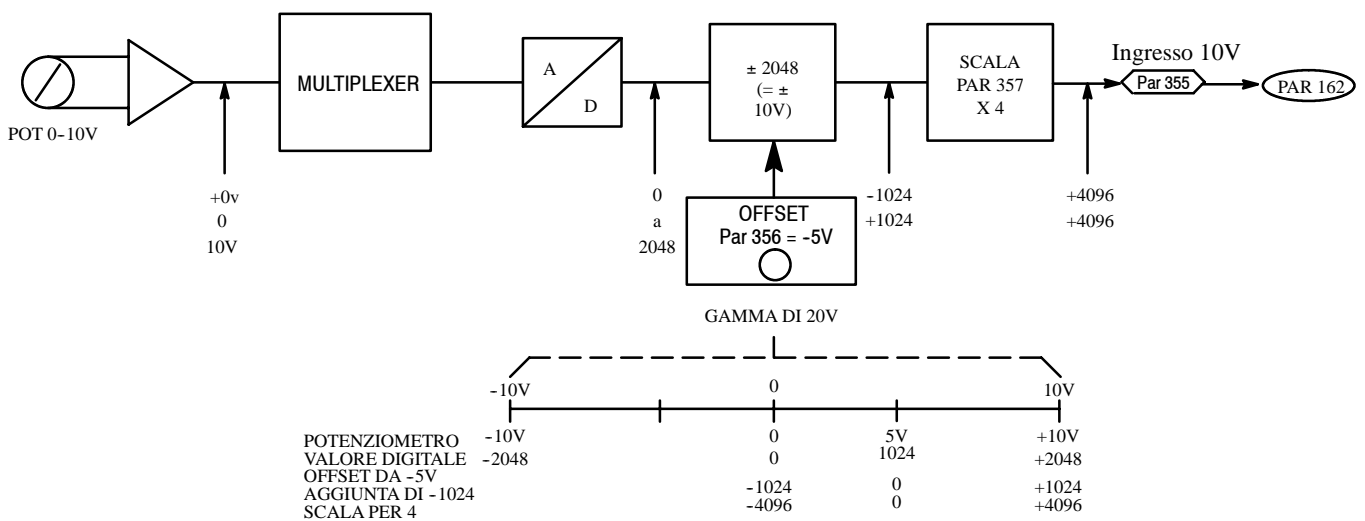 POT 0-10V
+0v
0
10V
MULTIPLEXER
A
D
0
a
2048
± 2048
(= ±
10V)
OFFSET
Par 356 = -5V
-1024
+1024
SCALA
PAR 357
X 4
+4096
+4096
Ingresso 10V
Par 355
PAR 162
GAMMA DI 20V
-10V 0 10V
POTENZIOMETRO -10V 0 5V +10V
VALORE DIGITALE -2048 0 1024 +2048
OFFSET DA -5V
AGGIUNTA DI -1024 -1024 0 +1024
SCALA PER 4 -4096 0 +4096